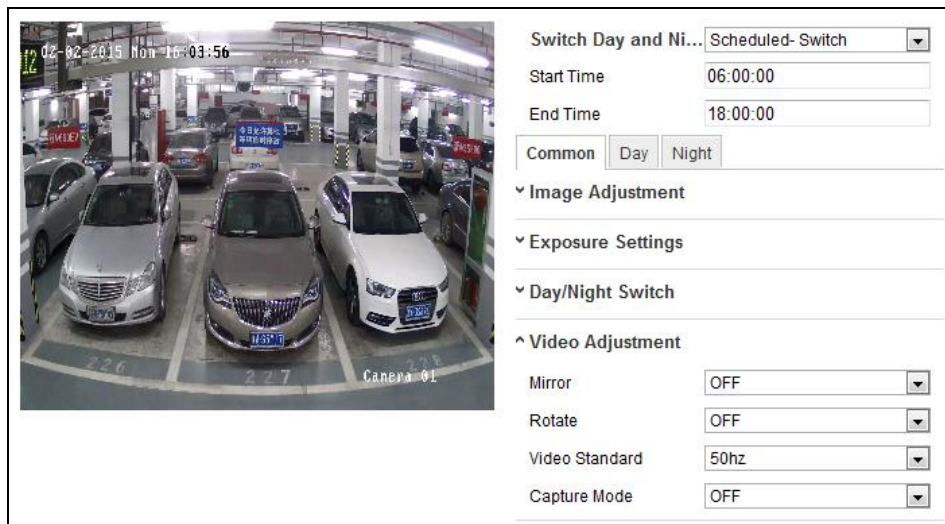 02-02-2015 Mon 16:03:56
Camera 01
226
227
228
Switch Day and Ni... Scheduled- Switch
Start Time 06:00:00
End Time 18:00:00
Common Day Night
Image Adjustment
Exposure Settings
Day/Night Switch
Video Adjustment
Mirror OFF
Rotate OFF
Video Standard 50hz
Capture Mode OFF